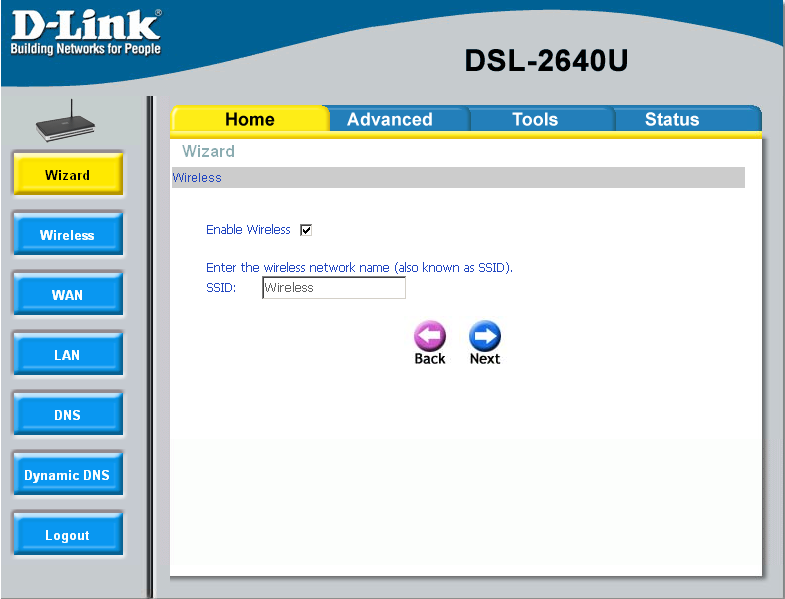 D-Link®
Building Networks for People
DSL-2640U
Home Advanced Tools Status
Wizard
Wireless
WAN
LAN
DNS
Dynamic DNS
Logout
Wizard
Wireless
Enable Wireless
Enter the wireless network name (also known as SSID).
SSID: Wireless
Back Next